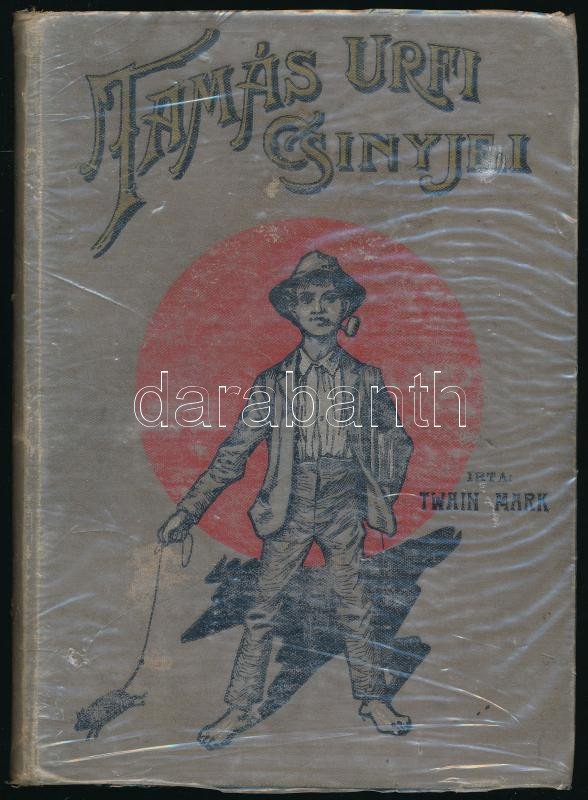 TAMÁS URFI
CSINYJEI
darabanth
IRTA:
TWAIN MARK